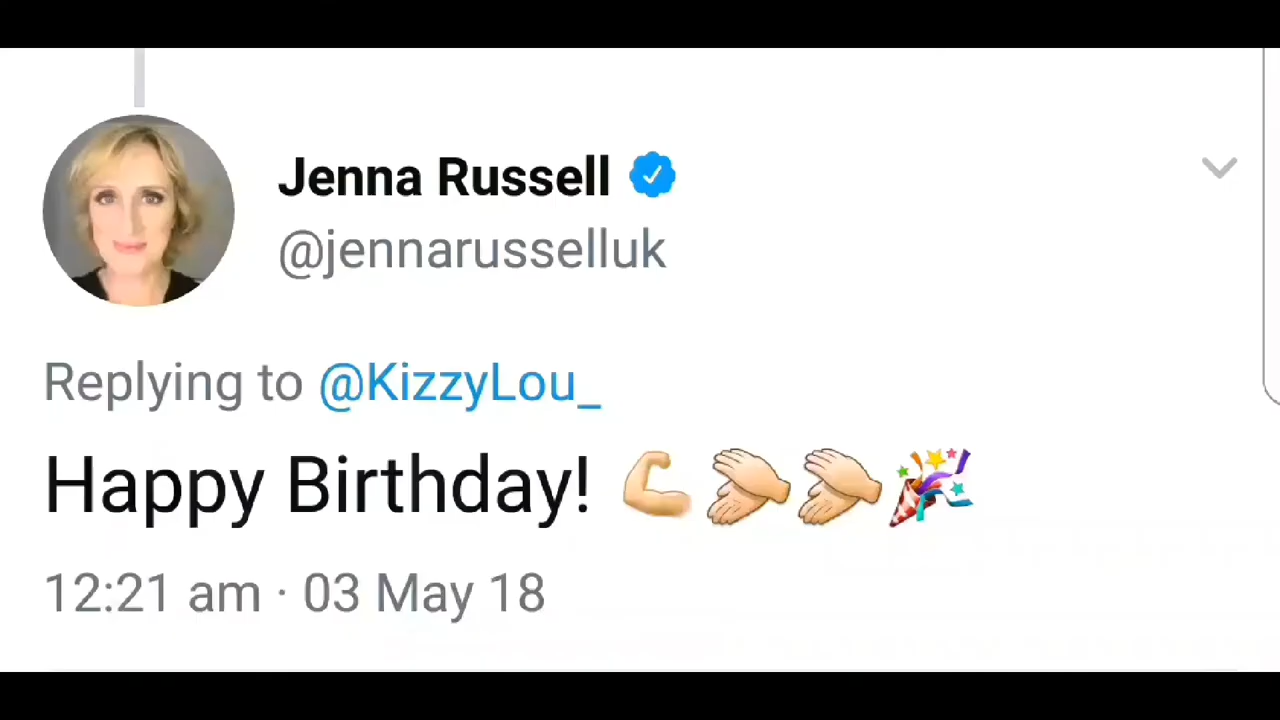 Jenna Russell
@jennarusselluk
Replying to @KizzyLou_
Happy Birthday! 💪🏻👏🏻👏🏻🎉
12:21 am · 03 May 18